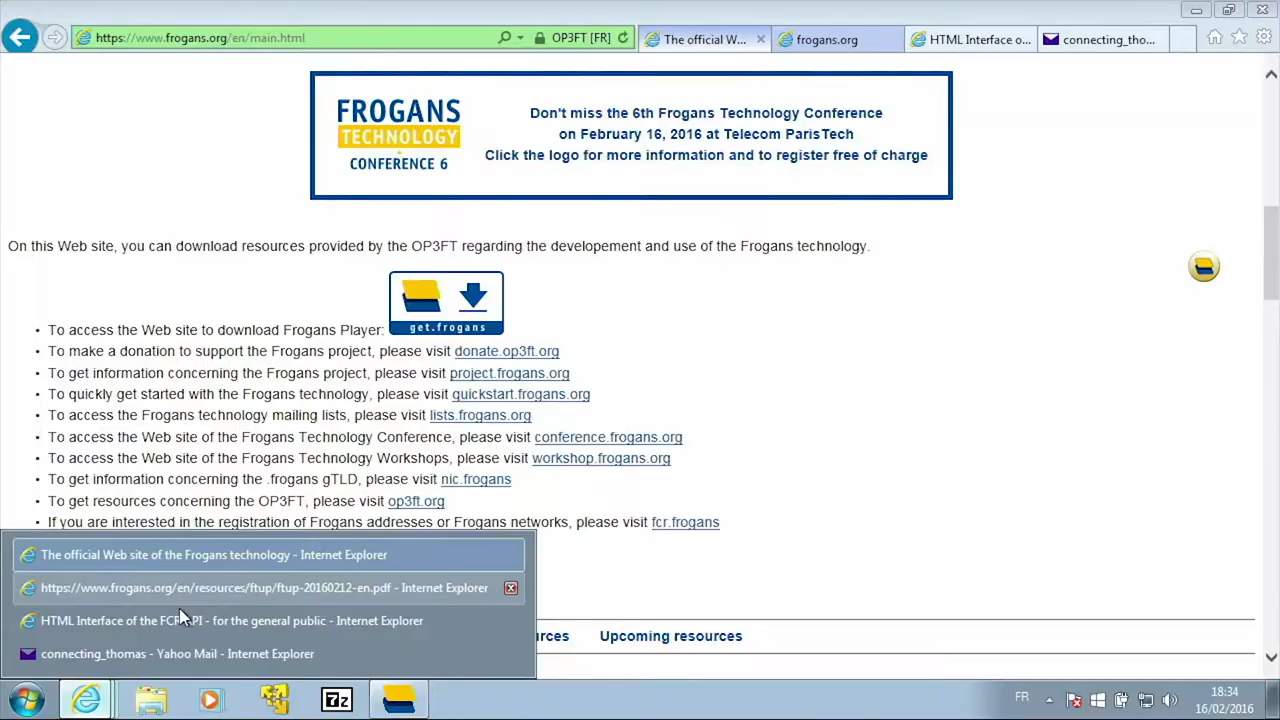 https://www.frogans.org/en/main.html
OP3FT [FR]
The official W...
frogans.org
HTML Interface o...
connecting_tho...
FROGANS
TECHNOLOGY
CONFERENCE 6
Don't miss the 6th Frogans Technology Conference
on February 16, 2016 at Telecom ParisTech
Click the logo for more information and to register free of charge
On this Web site, you can download resources provided by the OP3FT regarding the developement and use of the Frogans technology.
get.frogans
• To access the Web site to download Frogans Player:
• To make a donation to support the Frogans project, please visit donate.op3ft.org
• To get information concerning the Frogans project, please visit project.frogans.org
• To quickly get started with the Frogans technology, please visit quickstart.frogans.org
• To access the Frogans technology mailing lists, please visit lists.frogans.org
• To access the Web site of the Frogans Technology Conference, please visit conference.frogans.org
• To access the Web site of the Frogans Technology Workshops, please visit workshop.frogans.org
• To get information concerning the .frogans gTLD, please visit nic.frogans
• To get resources concerning the OP3FT, please visit op3ft.org
• If you are interested in the registration of Frogans addresses or Frogans networks, please visit fcr.frogans
The official Web site of the Frogans technology - Internet Explorer
https://www.frogans.org/en/resources/ftup/ftup-20160212-en.pdf - Internet Explorer
HTML Interface of the FCR API - for the general public - Internet Explorer
connecting_thomas - Yahoo Mail - Internet Explorer
Upcoming resources
7z
FR
18:34
16/02/2016